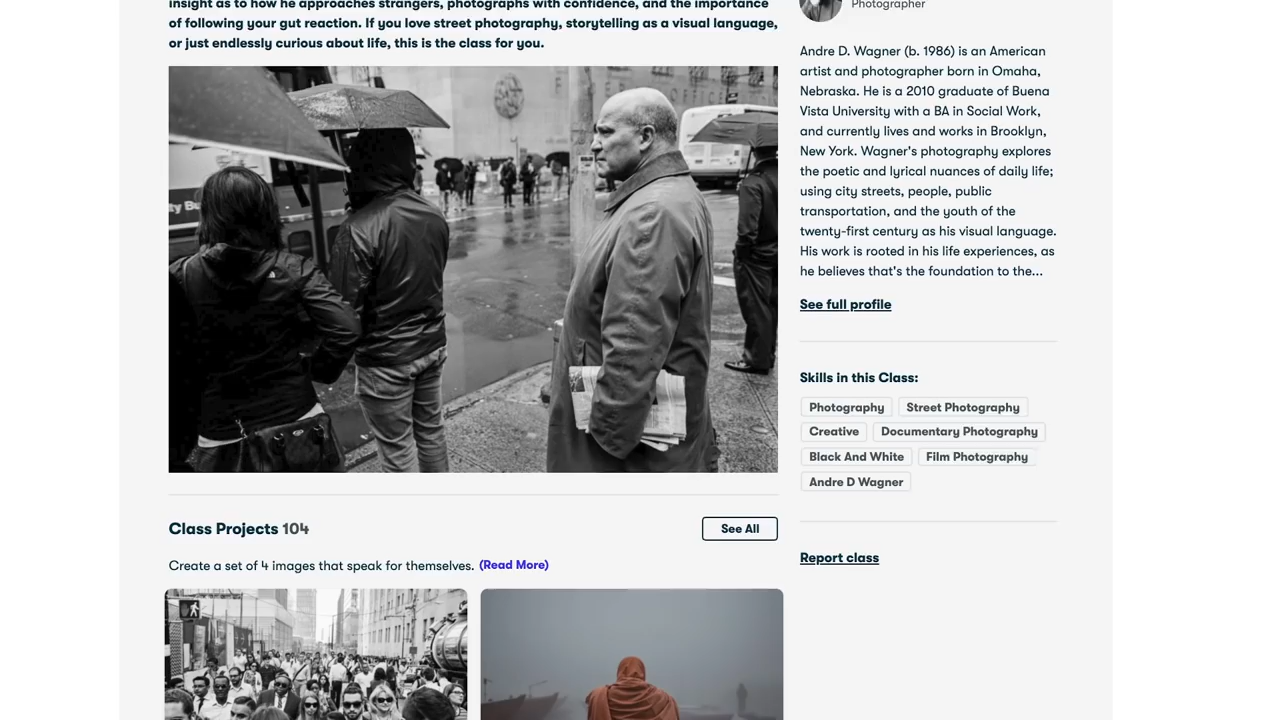 insight as to how he approaches strangers, photographs with confidence, and the importance
of following your gut reaction. If you love street photography, storytelling as a visual language,
or just endlessly curious about life, this is the class for you.
ty Bu
Class Projects 104
See All
Create a set of 4 images that speak for themselves. (Read More)
Photographer
Andre D. Wagner (b. 1986) is an American
artist and photographer born in Omaha,
Nebraska. He is a 2010 graduate of Buena
Vista University with a BA in Social Work,
and currently lives and works in Brooklyn,
New York. Wagner's photography explores
the poetic and lyrical nuances of daily life;
using city streets, people, public
transportation, and the youth of the
twenty-first century as his visual language.
His work is rooted in his life experiences, as
he believes that's the foundation to the...
See full profile
Skills in this Class:
Photography Street Photography
Creative Documentary Photography
Black And White Film Photography
Andre D Wagner
Report class